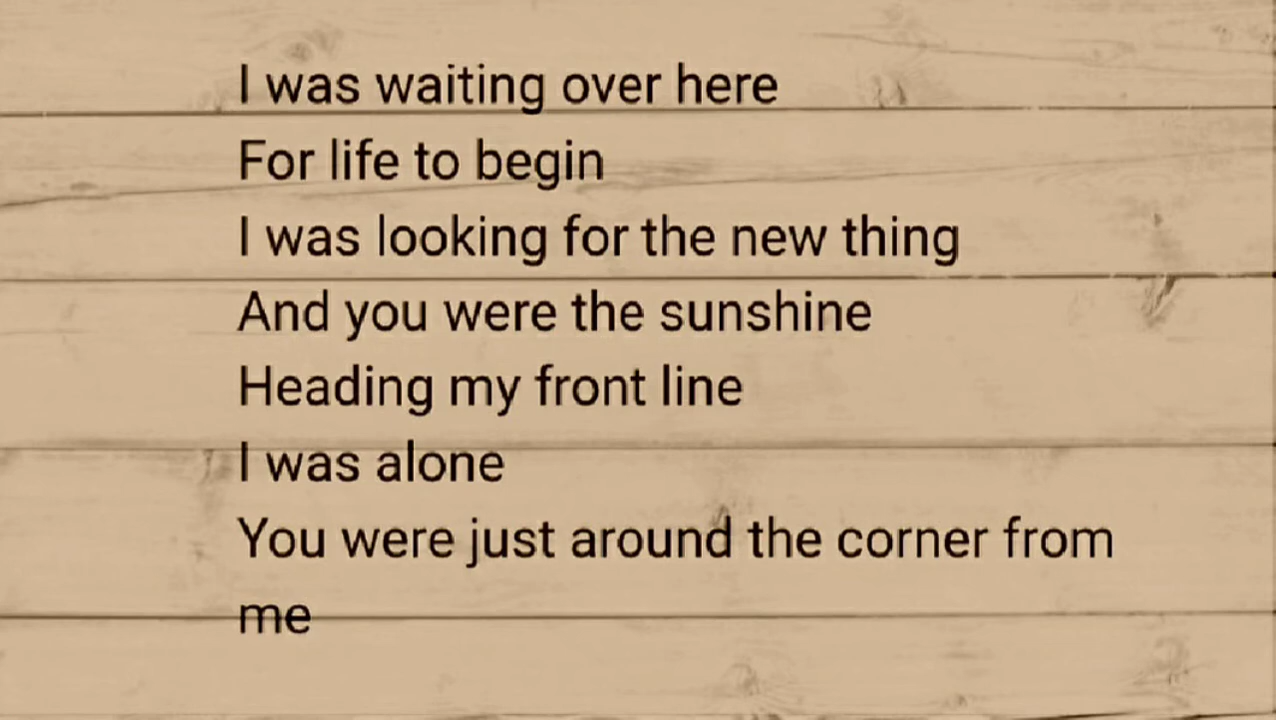 I was waiting over here
For life to begin
I was looking for the new thing
And you were the sunshine
Heading my front line
I was alone
You were just around the corner from
me